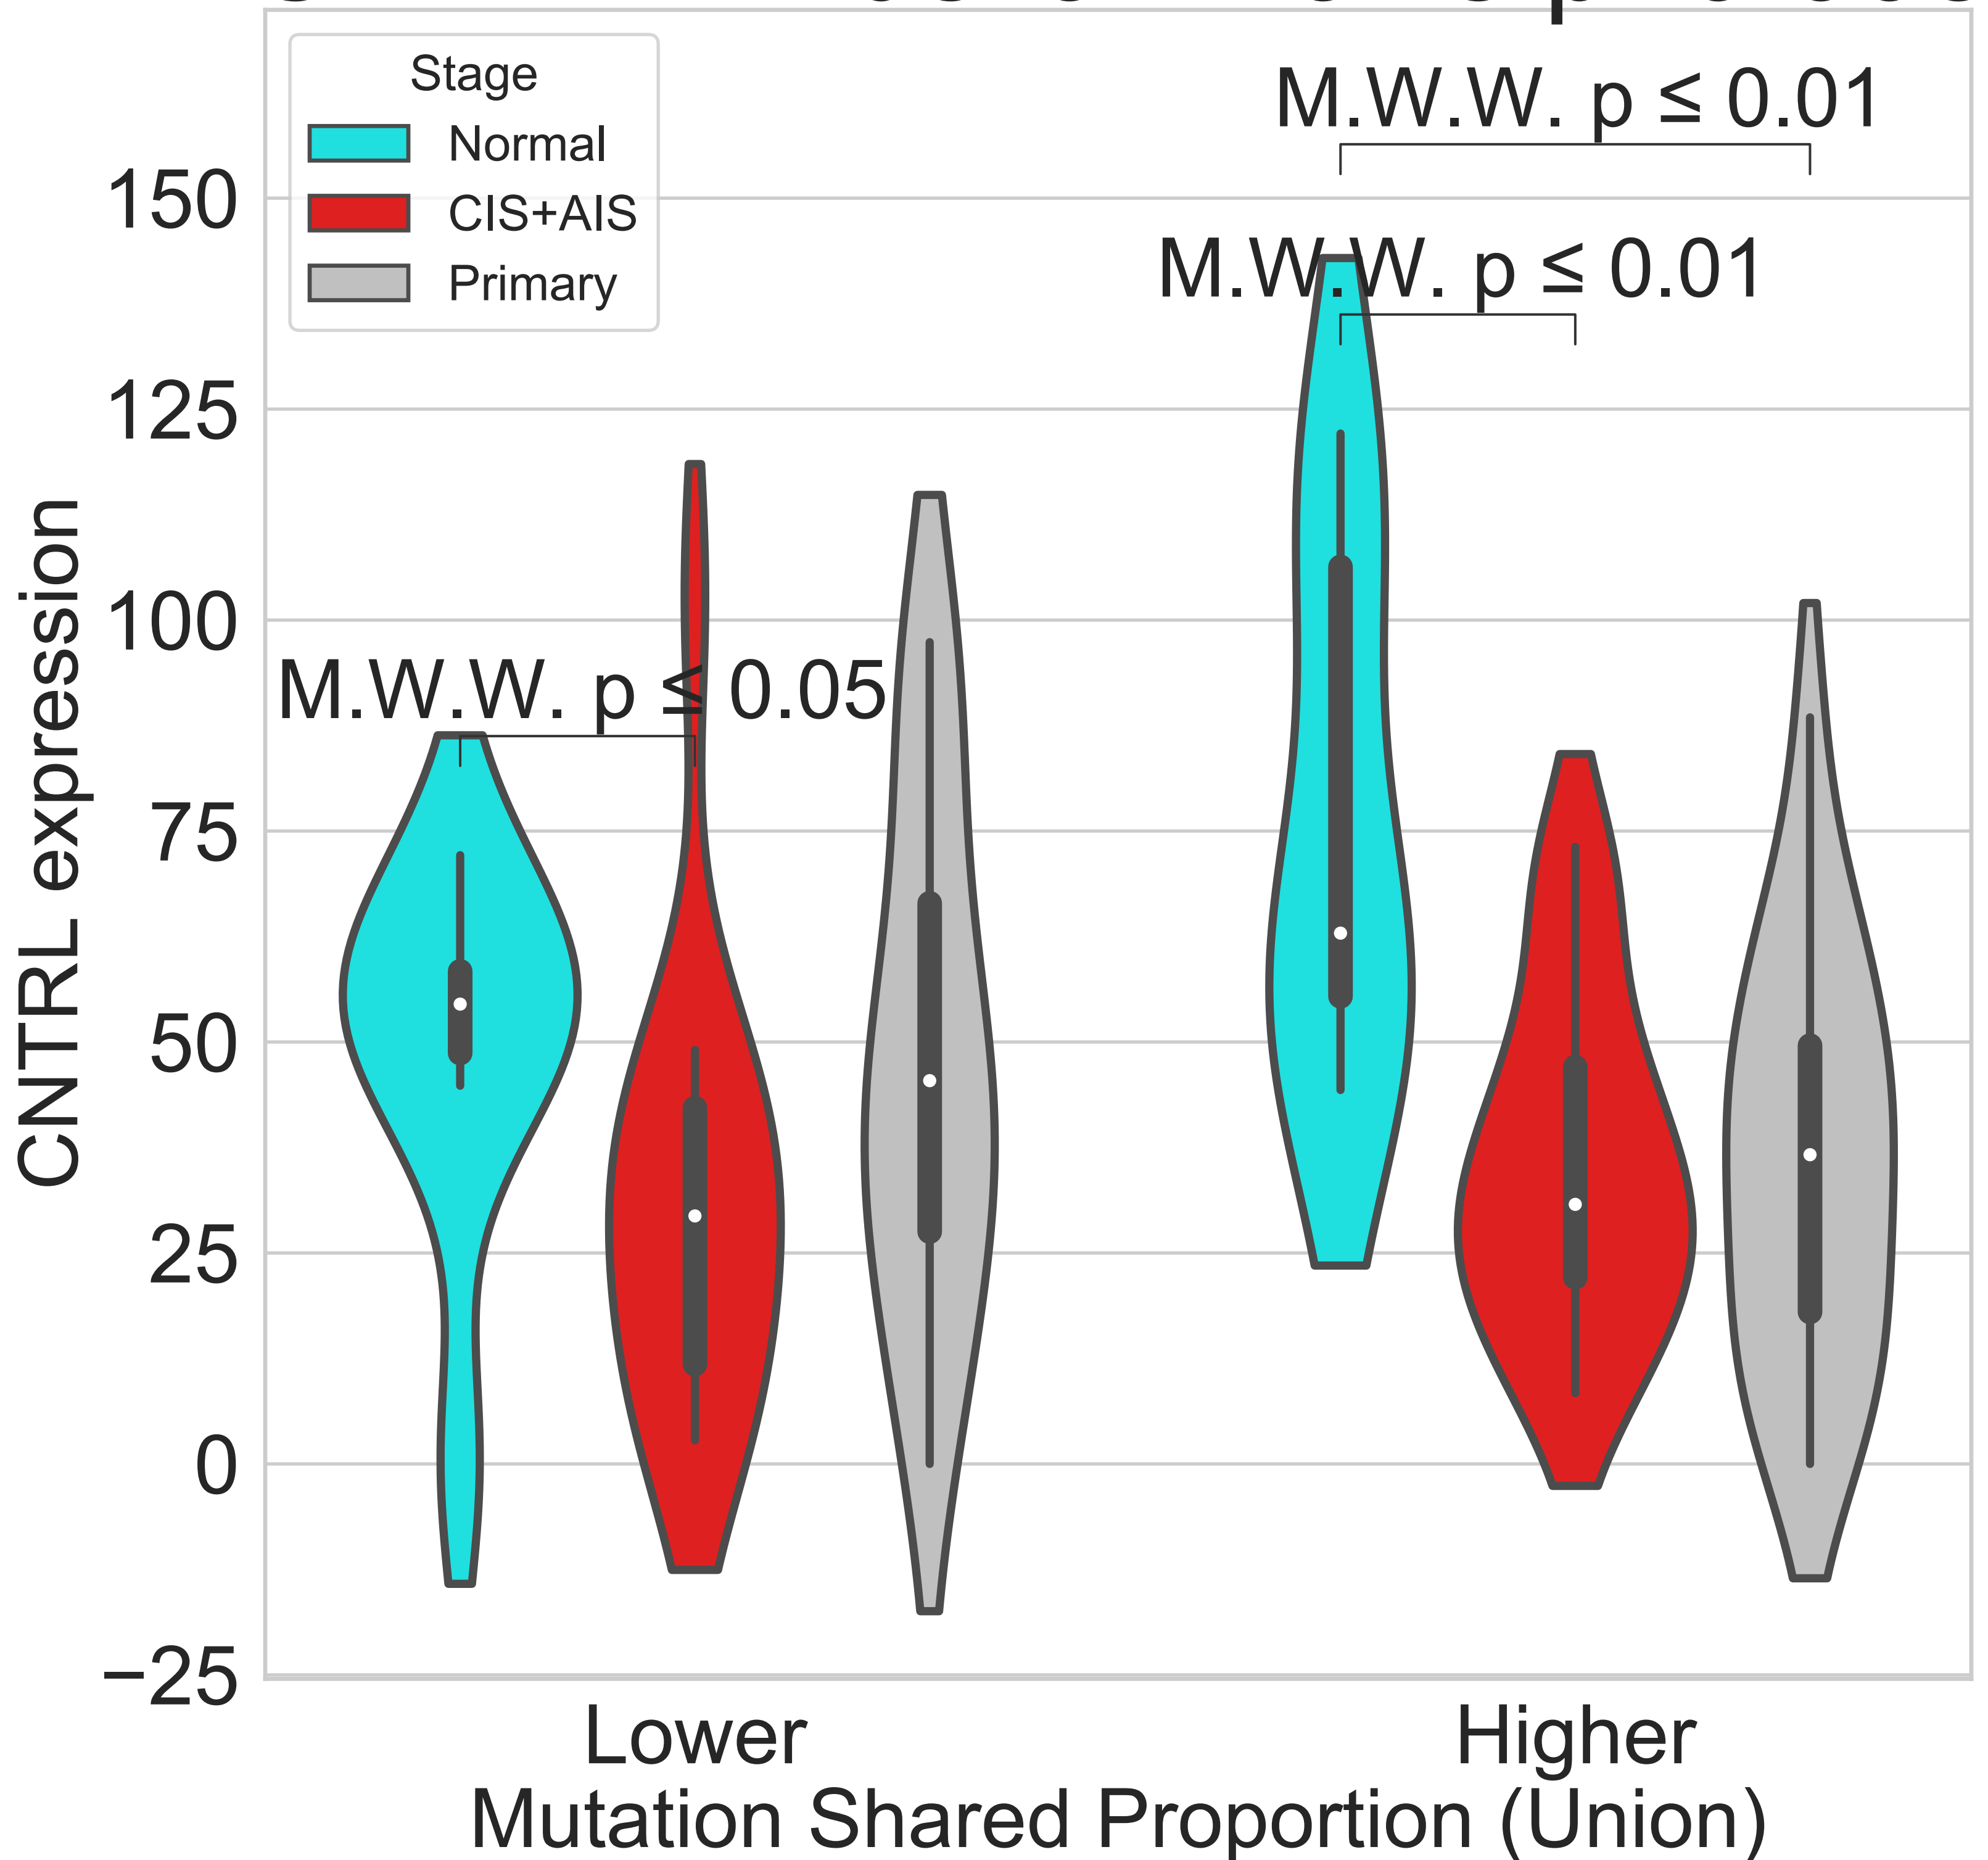 Stage
Normal
CIS+AIS
Primary
M.W.W. p ≤ 0.01
M.W.W. p ≤ 0.01
M.W.W. p ≤ 0.05
150
125
100
75
50
25
0
−25
CNTRL expression
Lower
Higher
Mutation Shared Proportion (Union)